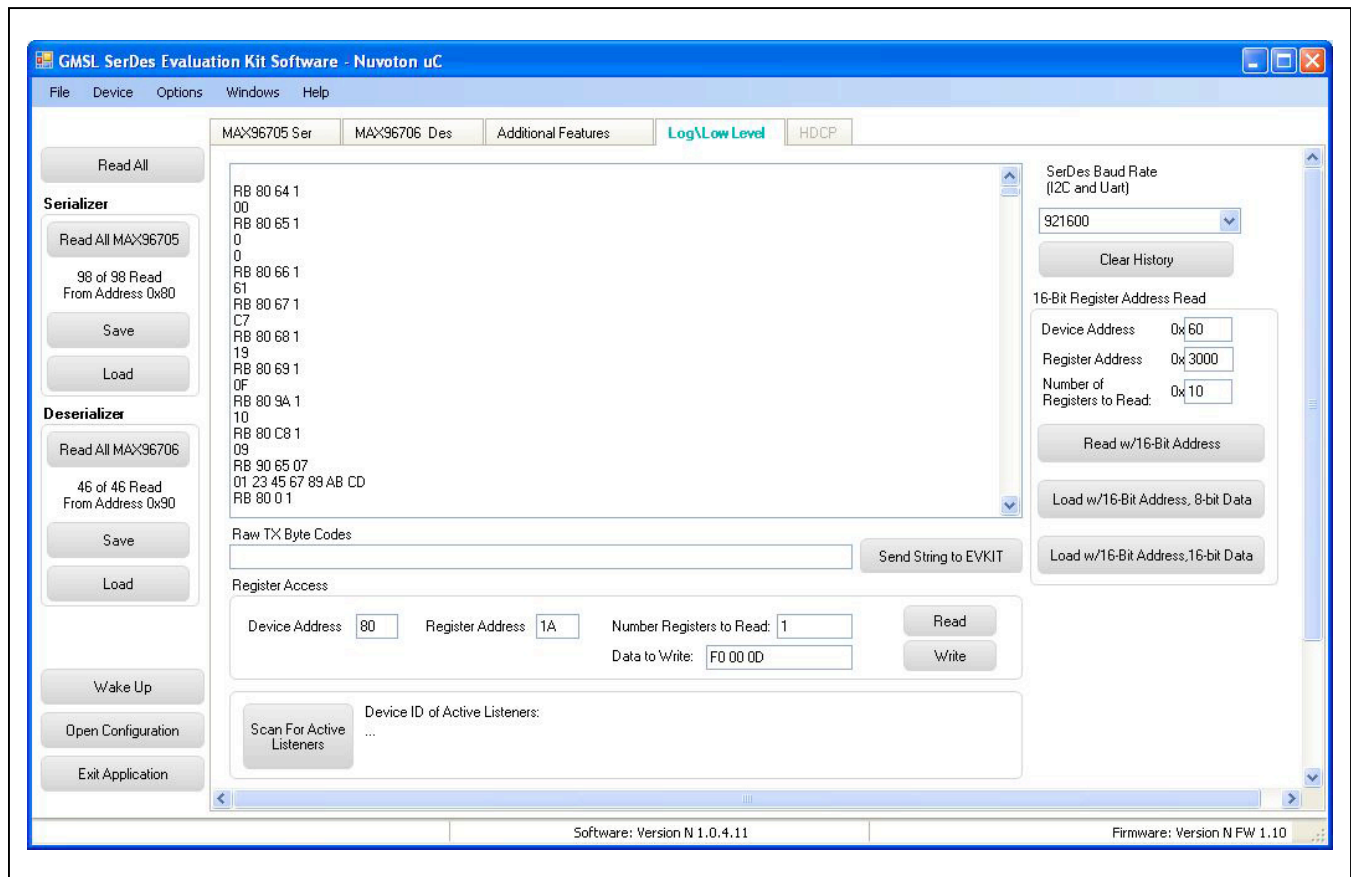 GMSL SerDes Evaluation Kit Software - Nuvoton uC
File Device Options Windows Help
MAX96705 Ser MAX96706 Des Additional Features Log\Low Level HDCP
Read All
Serializer
Read All MAX96705
98 of 98 Read
From Address 0x80
Save
Load
Deserializer
Read All MAX96706
46 of 46 Read
From Address 0x90
Save
Load
Wake Up
Open Configuration
Exit Application
RB 80 64 1
00
RB 80 65 1
0
0
RB 80 66 1
61
RB 80 67 1
C7
RB 80 68 1
19
RB 80 69 1
0F
RB 80 9A 1
10
RB 80 C8 1
09
RB 90 65 07
01 23 45 67 89 AB CD
RB 80 0 1
Raw TX Byte Codes
Send String to EVKIT
Register Access
Device Address 80 Register Address 1A Number Registers to Read: 1 Read
Data to Write: F0 00 0D Write
Scan For Active
Listeners
Device ID of Active Listeners:
...
SerDes Baud Rate
(I2C and Uart)
921600
Clear History
16-Bit Register Address Read
Device Address 0x 60
Register Address 0x 3000
Number of
Registers to Read: 0x 10
Read w/16-Bit Address
Load w/16-Bit Address, 8-bit Data
Load w/16-Bit Address,16-bit Data
Software: Version N 1.0.4.11
Firmware: Version N FW 1.10